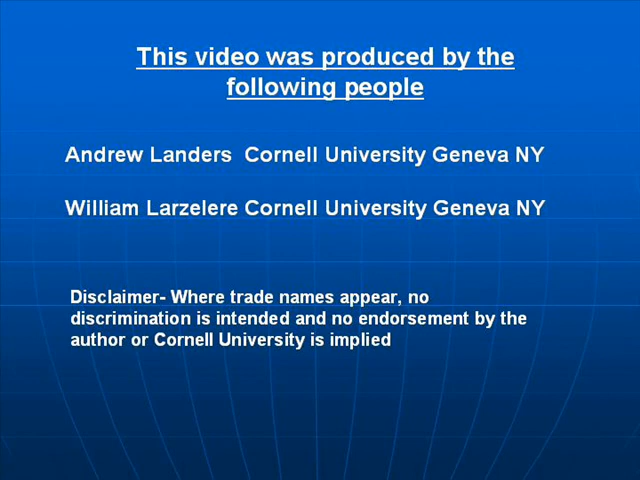 This video was produced by the
following people
Andrew Landers Cornell University Geneva NY
William Larzelere Cornell University Geneva NY
Disclaimer- Where trade names appear, no
discrimination is intended and no endorsement by the
author or Cornell University is implied